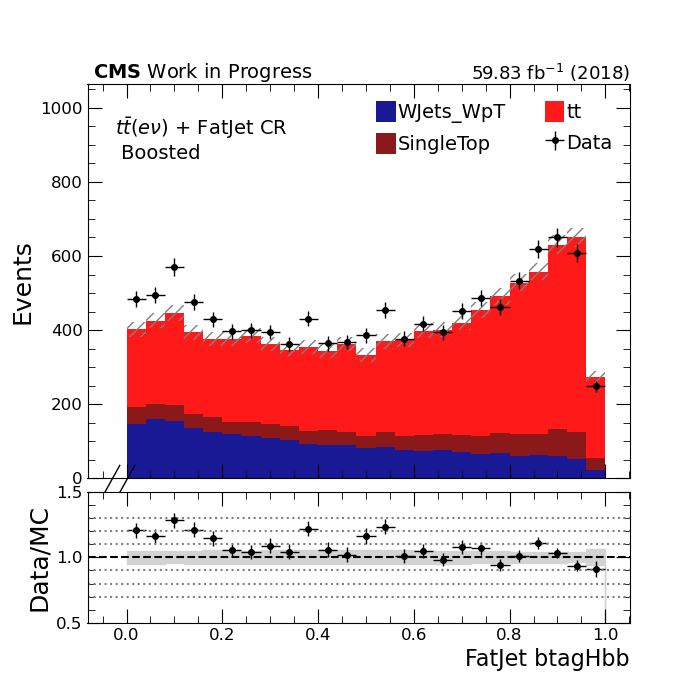 CMS Work in Progress 59.83 fb⁻¹ (2018)
tt̄(eν) + FatJet CR
Boosted
WJets_WpT tt
SingleTop Data
Events
1000
800
600
400
200
0
Data/MC
1.5
1.0
0.5
0.0 0.2 0.4 0.6 0.8 1.0
FatJet btagHbb